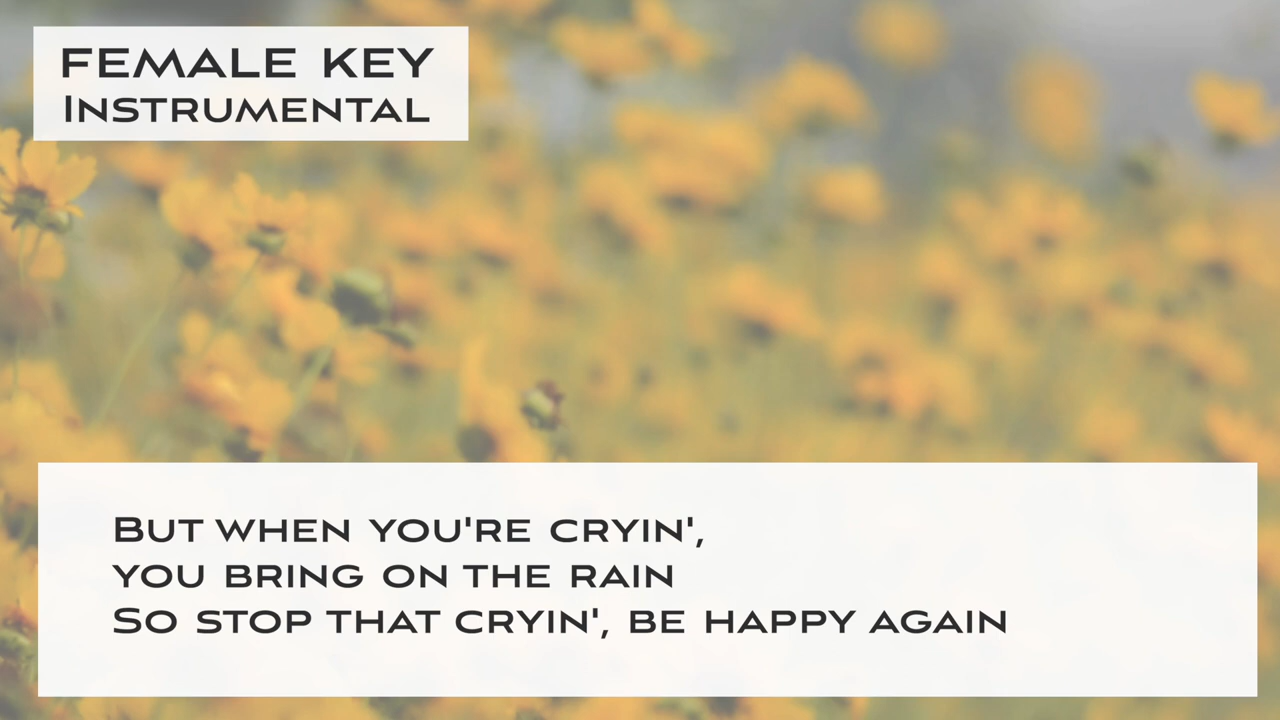 FEMALE KEY
INSTRUMENTAL
BUT WHEN YOU'RE CRYIN',
YOU BRING ON THE RAIN
SO STOP THAT CRYIN', BE HAPPY AGAIN